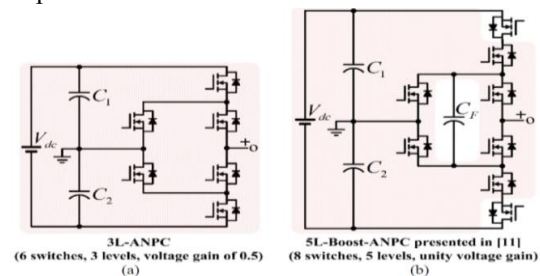 C1
Vdc
C2
+
o
3L-ANPC
(6 switches, 3 levels, voltage gain of 0.5)
(a)
C1
Vdc
CF
+
o
C2
5L-Boost-ANPC presented in [11]
(8 switches, 5 levels, unity voltage gain)
(b)